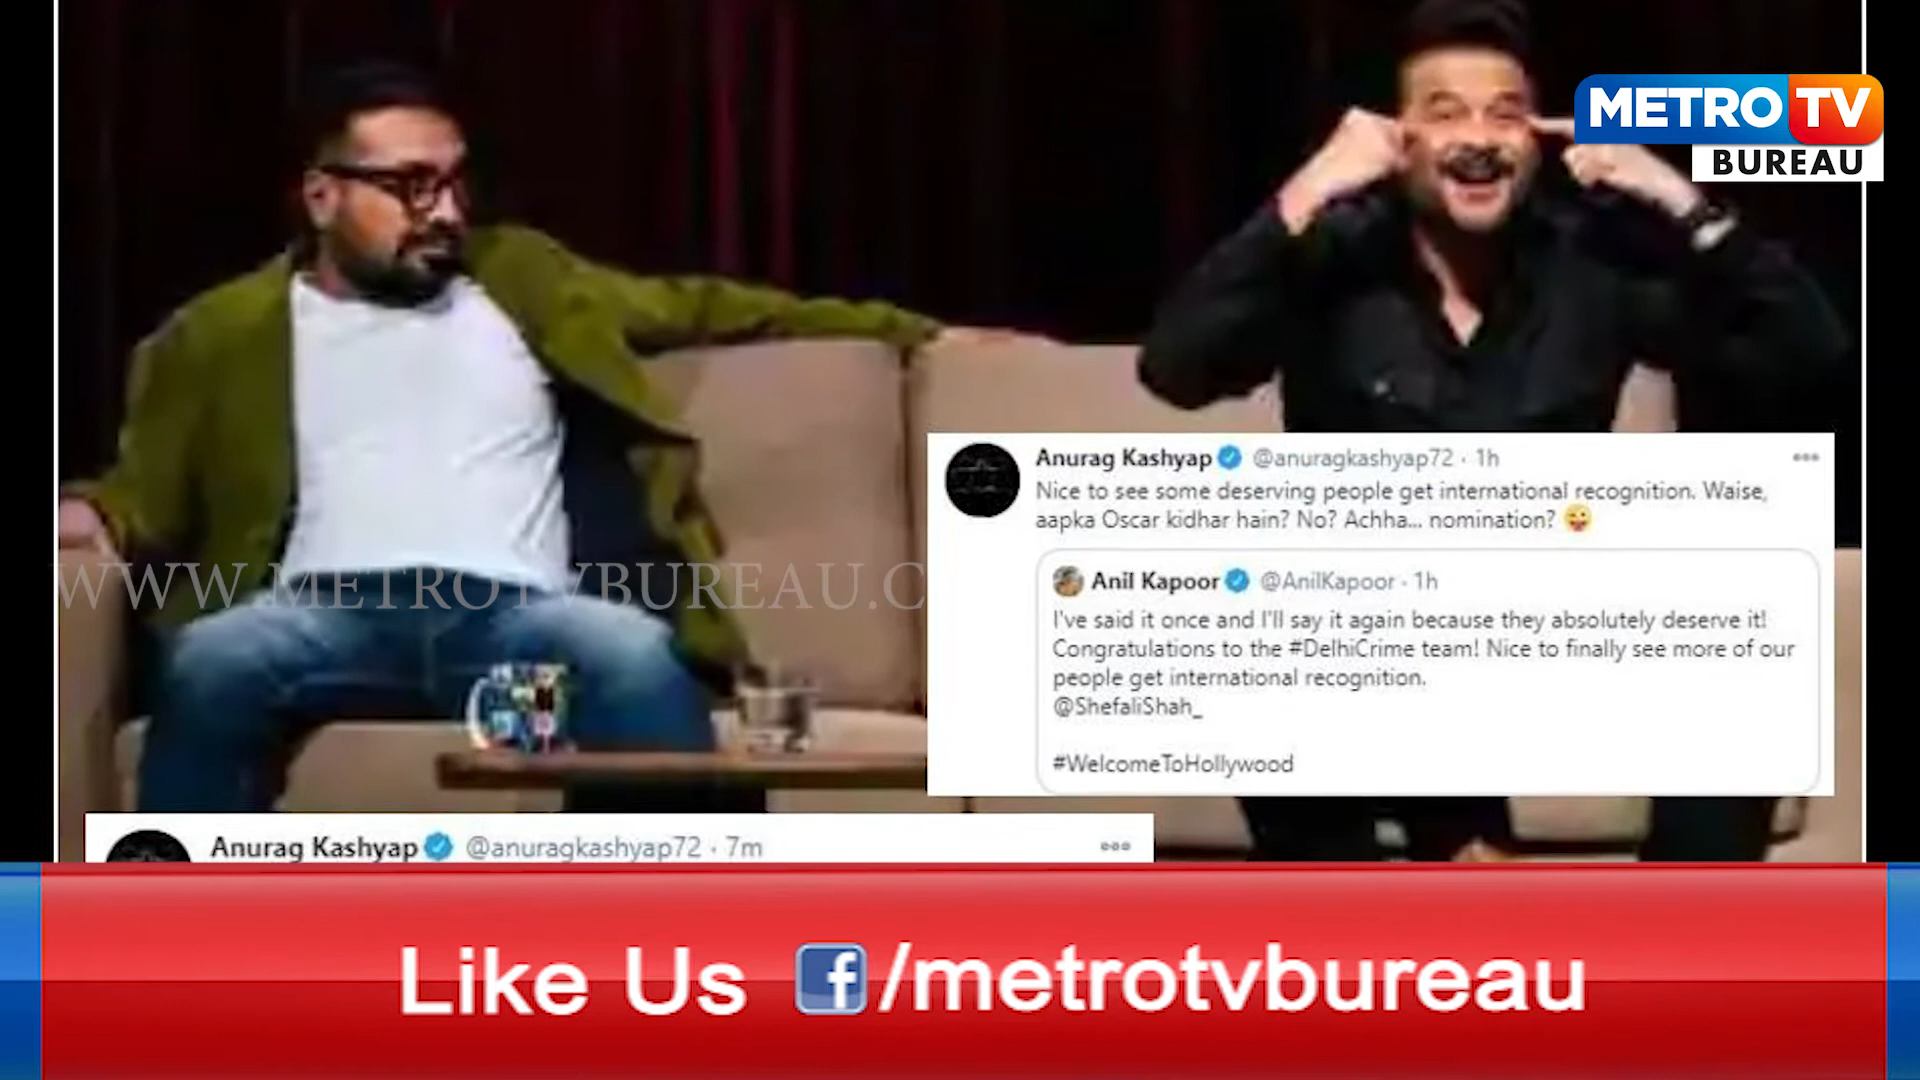 METRO TV
BUREAU
Anurag Kashyap @anuragkashyap72 · 1h
Nice to see some deserving people get international recognition. Waise,
aapka Oscar kidhar hain? No? Achha... nomination? 😜
Anil Kapoor @AnilKapoor · 1h
I've said it once and I'll say it again because they absolutely deserve it!
Congratulations to the #DelhiCrime team! Nice to finally see more of our
people get international recognition.
@ShefaliShah_
#WelcomeToHollywood
WWW.METROTVBUREAU.C
Anurag Kashyap @anuragkashyap72 · 7m
Like Us f/metrotvbureau